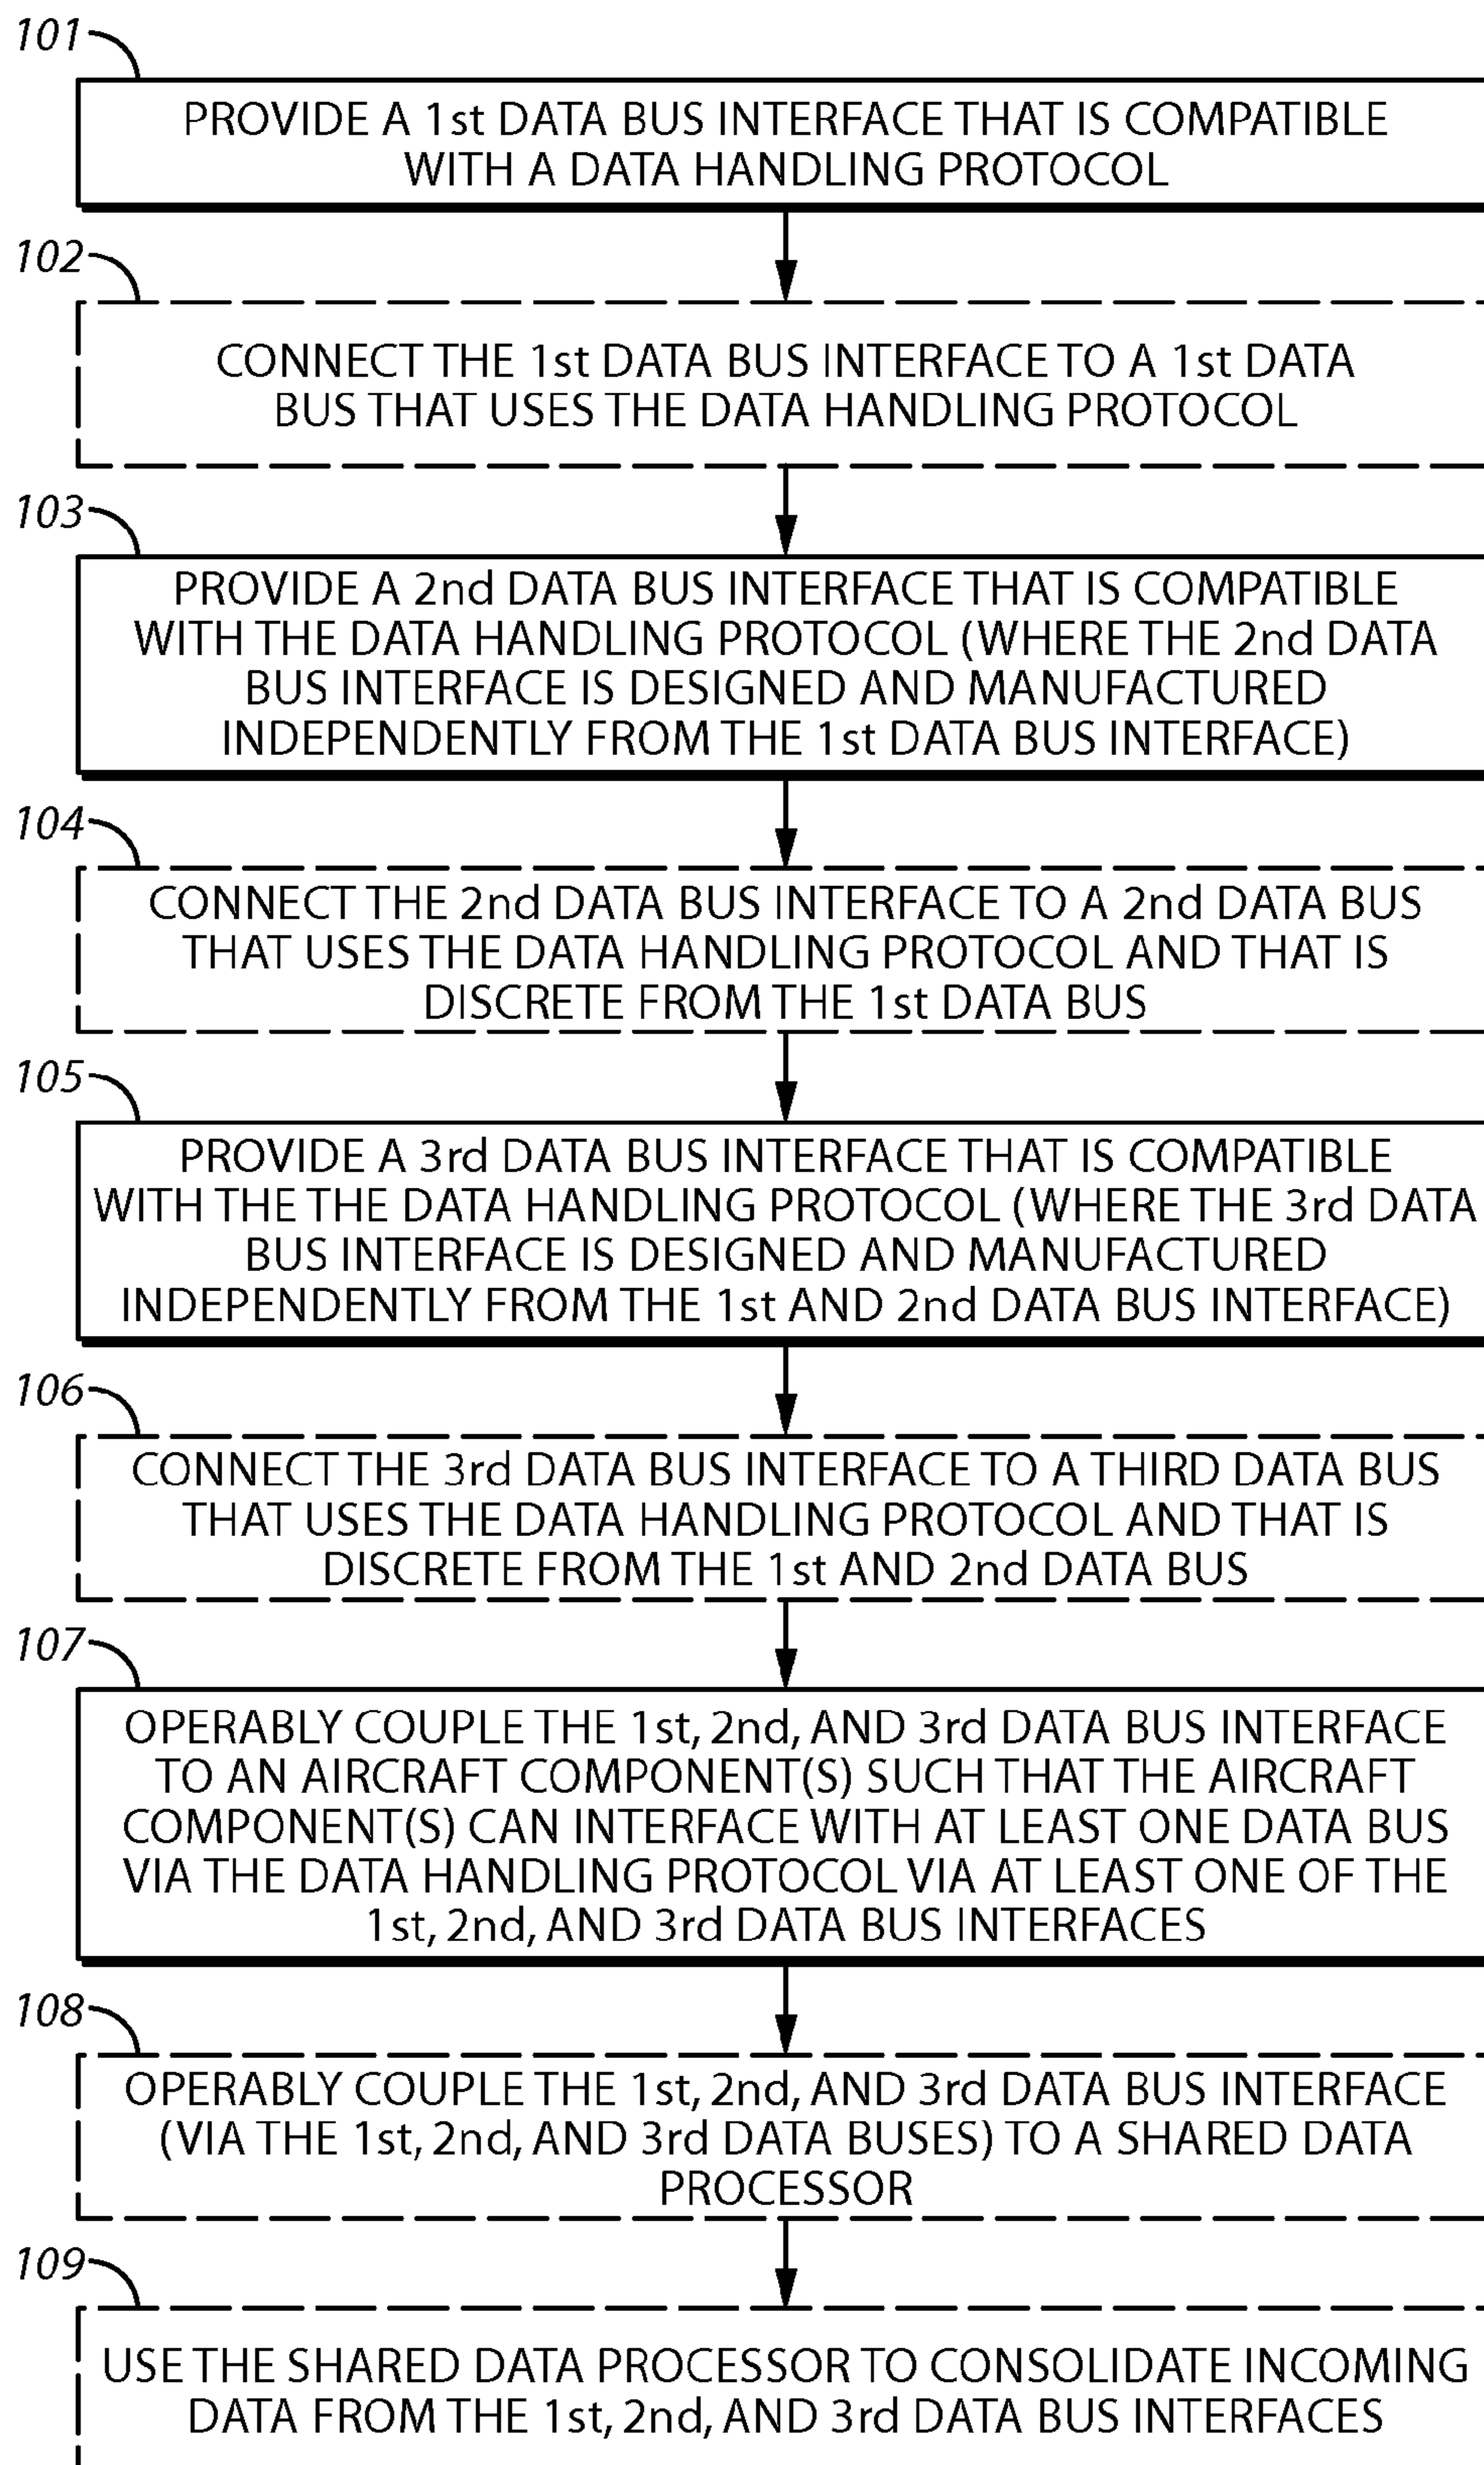 101
PROVIDE A 1st DATA BUS INTERFACE THAT IS COMPATIBLE
WITH A DATA HANDLING PROTOCOL
102
CONNECT THE 1st DATA BUS INTERFACE TO A 1st DATA
BUS THAT USES THE DATA HANDLING PROTOCOL
103
PROVIDE A 2nd DATA BUS INTERFACE THAT IS COMPATIBLE
WITH THE DATA HANDLING PROTOCOL (WHERE THE 2nd DATA
BUS INTERFACE IS DESIGNED AND MANUFACTURED
INDEPENDENTLY FROM THE 1st DATA BUS INTERFACE)
104
CONNECT THE 2nd DATA BUS INTERFACE TO A 2nd DATA BUS
THAT USES THE DATA HANDLING PROTOCOL AND THAT IS
DISCRETE FROM THE 1st DATA BUS
105
PROVIDE A 3rd DATA BUS INTERFACE THAT IS COMPATIBLE
WITH THE THE DATA HANDLING PROTOCOL (WHERE THE 3rd DATA
BUS INTERFACE IS DESIGNED AND MANUFACTURED
INDEPENDENTLY FROM THE 1st AND 2nd DATA BUS INTERFACE)
106
CONNECT THE 3rd DATA BUS INTERFACE TO A THIRD DATA BUS
THAT USES THE DATA HANDLING PROTOCOL AND THAT IS
DISCRETE FROM THE 1st AND 2nd DATA BUS
107
OPERABLY COUPLE THE 1st, 2nd, AND 3rd DATA BUS INTERFACE
TO AN AIRCRAFT COMPONENT(S) SUCH THAT THE AIRCRAFT
COMPONENT(S) CAN INTERFACE WITH AT LEAST ONE DATA BUS
VIA THE DATA HANDLING PROTOCOL VIA AT LEAST ONE OF THE
1st, 2nd, AND 3rd DATA BUS INTERFACES
108
OPERABLY COUPLE THE 1st, 2nd, AND 3rd DATA BUS INTERFACE
(VIA THE 1st, 2nd, AND 3rd DATA BUSES) TO A SHARED DATA
PROCESSOR
109
USE THE SHARED DATA PROCESSOR TO CONSOLIDATE INCOMING
DATA FROM THE 1st, 2nd, AND 3rd DATA BUS INTERFACES